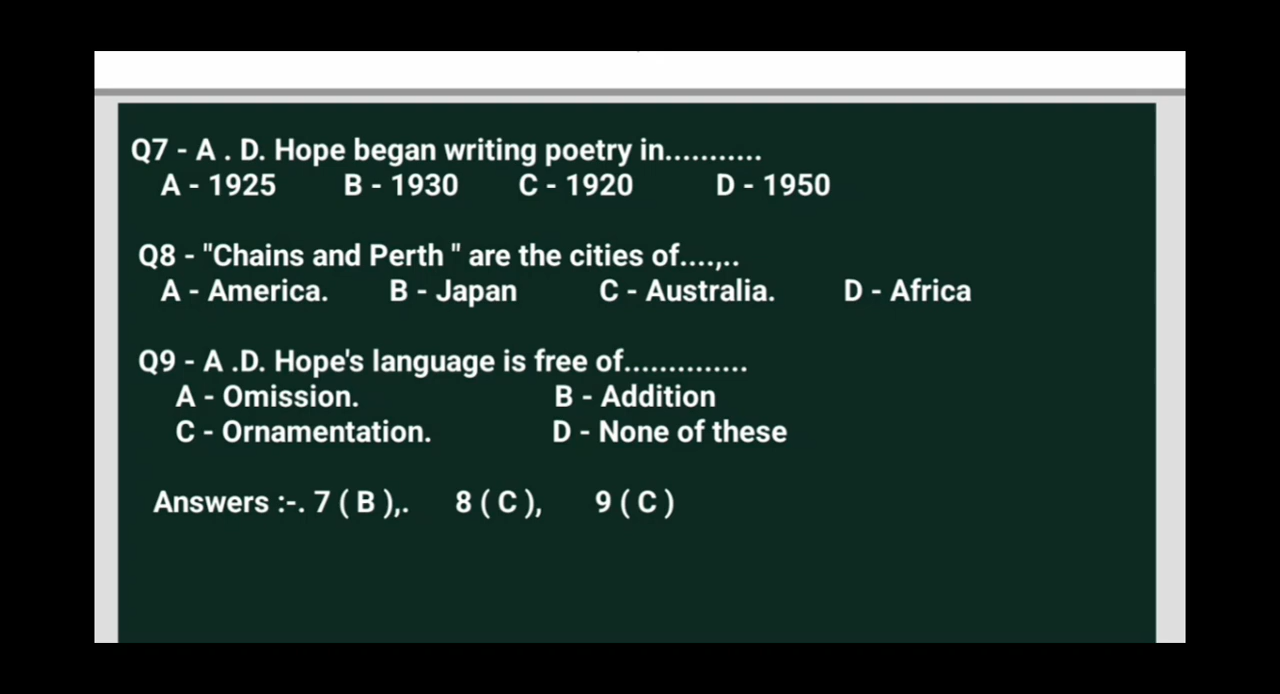 Q7 - A . D. Hope began writing poetry in...........
A - 1925 B - 1930 C - 1920 D - 1950
Q8 - "Chains and Perth " are the cities of....,..
A - America. B - Japan C - Australia. D - Africa
Q9 - A .D. Hope's language is free of..............
A - Omission. B - Addition
C - Ornamentation. D - None of these
Answers :-. 7 ( B ),. 8 ( C ), 9 ( C )